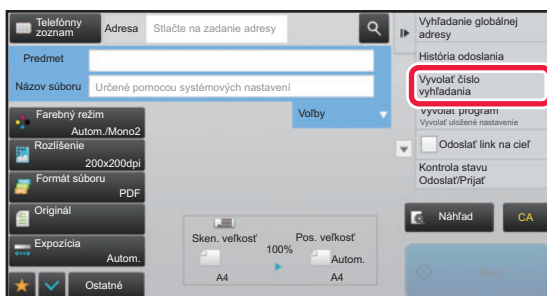 Telefónny
zoznam
Adresa
Stlačte na zadanie adresy
Predmet
Názov súboru
Určené pomocou systémových nastavení
Farebný režim
Autom./Mono2
Voľby
Rozlíšenie
200x200dpi
Formát súboru
PDF
Originál
Expozícia
Autom.
Ostatné
Sken. veľkosť
A4
100%
Pos. veľkosť
Autom.
A4
Vyhľadanie globálnej
adresy
História odoslania
Vyvolať číslo
vyhľadania
Vyvolať program
Vyvolať uložené nastavenie
Odoslať link na cieľ
Kontrola stavu
Odoslať/Prijať
Náhľad
CA
Štart